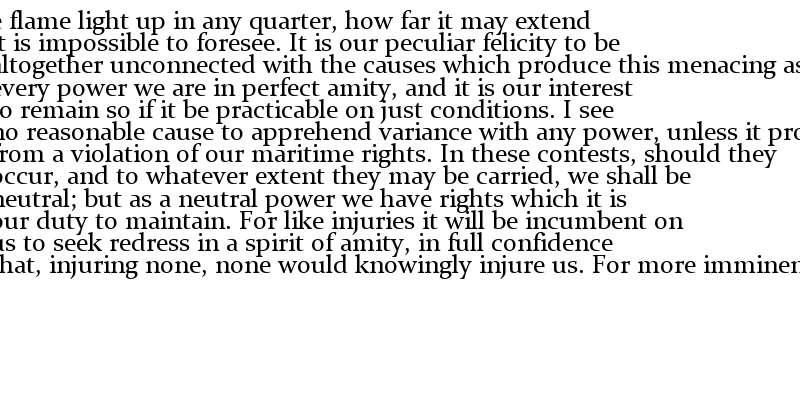 flame light up in any quarter, how far it may extend
is impossible to foresee. It is our peculiar felicity to be
altogether unconnected with the causes which produce this menacing
every power we are in perfect amity, and it is our interest
to remain so if it be practicable on just conditions. I see
no reasonable cause to apprehend variance with any power, unless it
from a violation of our maritime rights. In these contests, should they
occur, and to whatever extent they may be carried, we shall be
neutral; but as a neutral power we have rights which it is
our duty to maintain. For like injuries it will be incumbent on
us to seek redress in a spirit of amity, in full confidence
that, injuring none, none would knowingly injure us. For more